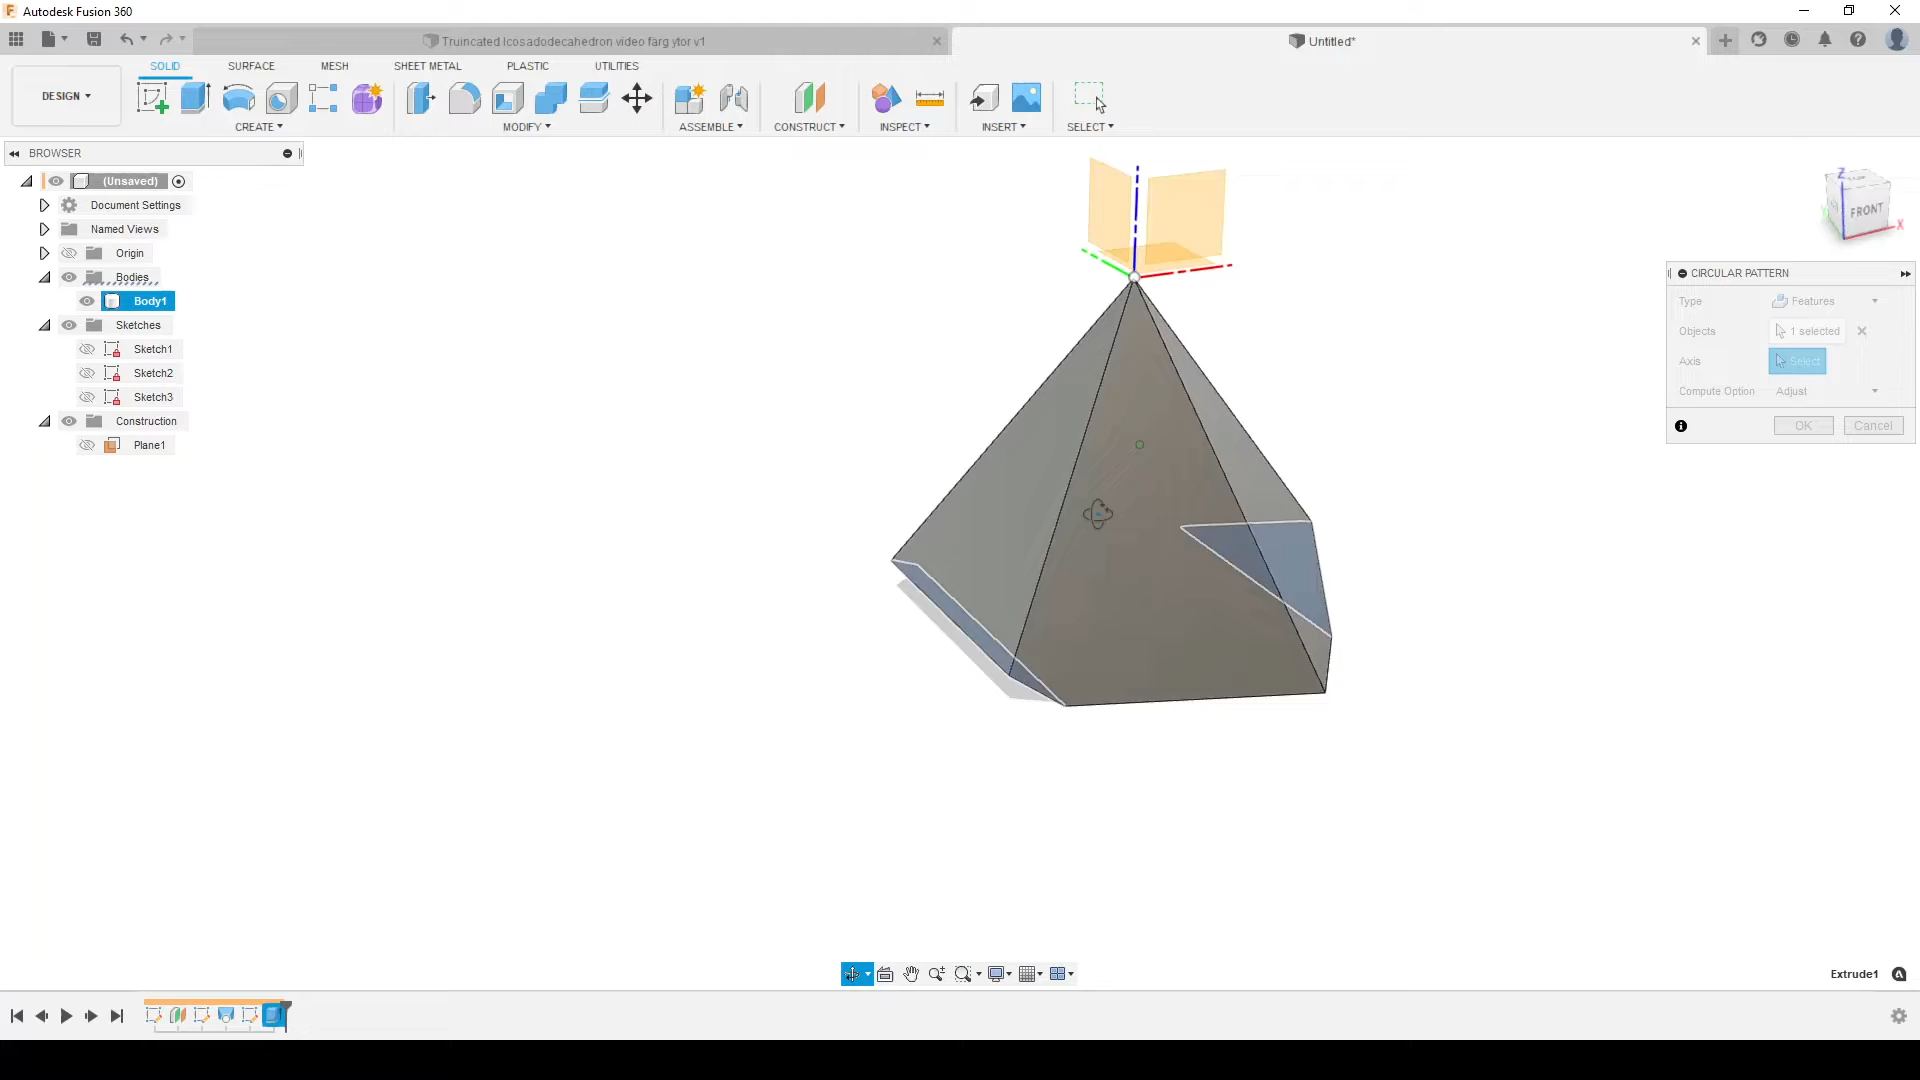 Autodesk Fusion 360
Truincated Icosadodecahedron video färg ytor v1
Untitled*
DESIGN
SOLID SURFACE MESH SHEET METAL PLASTIC UTILITIES
CREATE MODIFY ASSEMBLE CONSTRUCT INSPECT INSERT SELECT
BROWSER
(Unsaved)
Document Settings
Named Views
Origin
Bodies
Body1
Sketches
Sketch1
Sketch2
Sketch3
Construction
Plane1
Z
FRONT
X
CIRCULAR PATTERN
Type Features
Objects 1 selected
Axis Select
Compute Option Adjust
OK Cancel
Extrude1